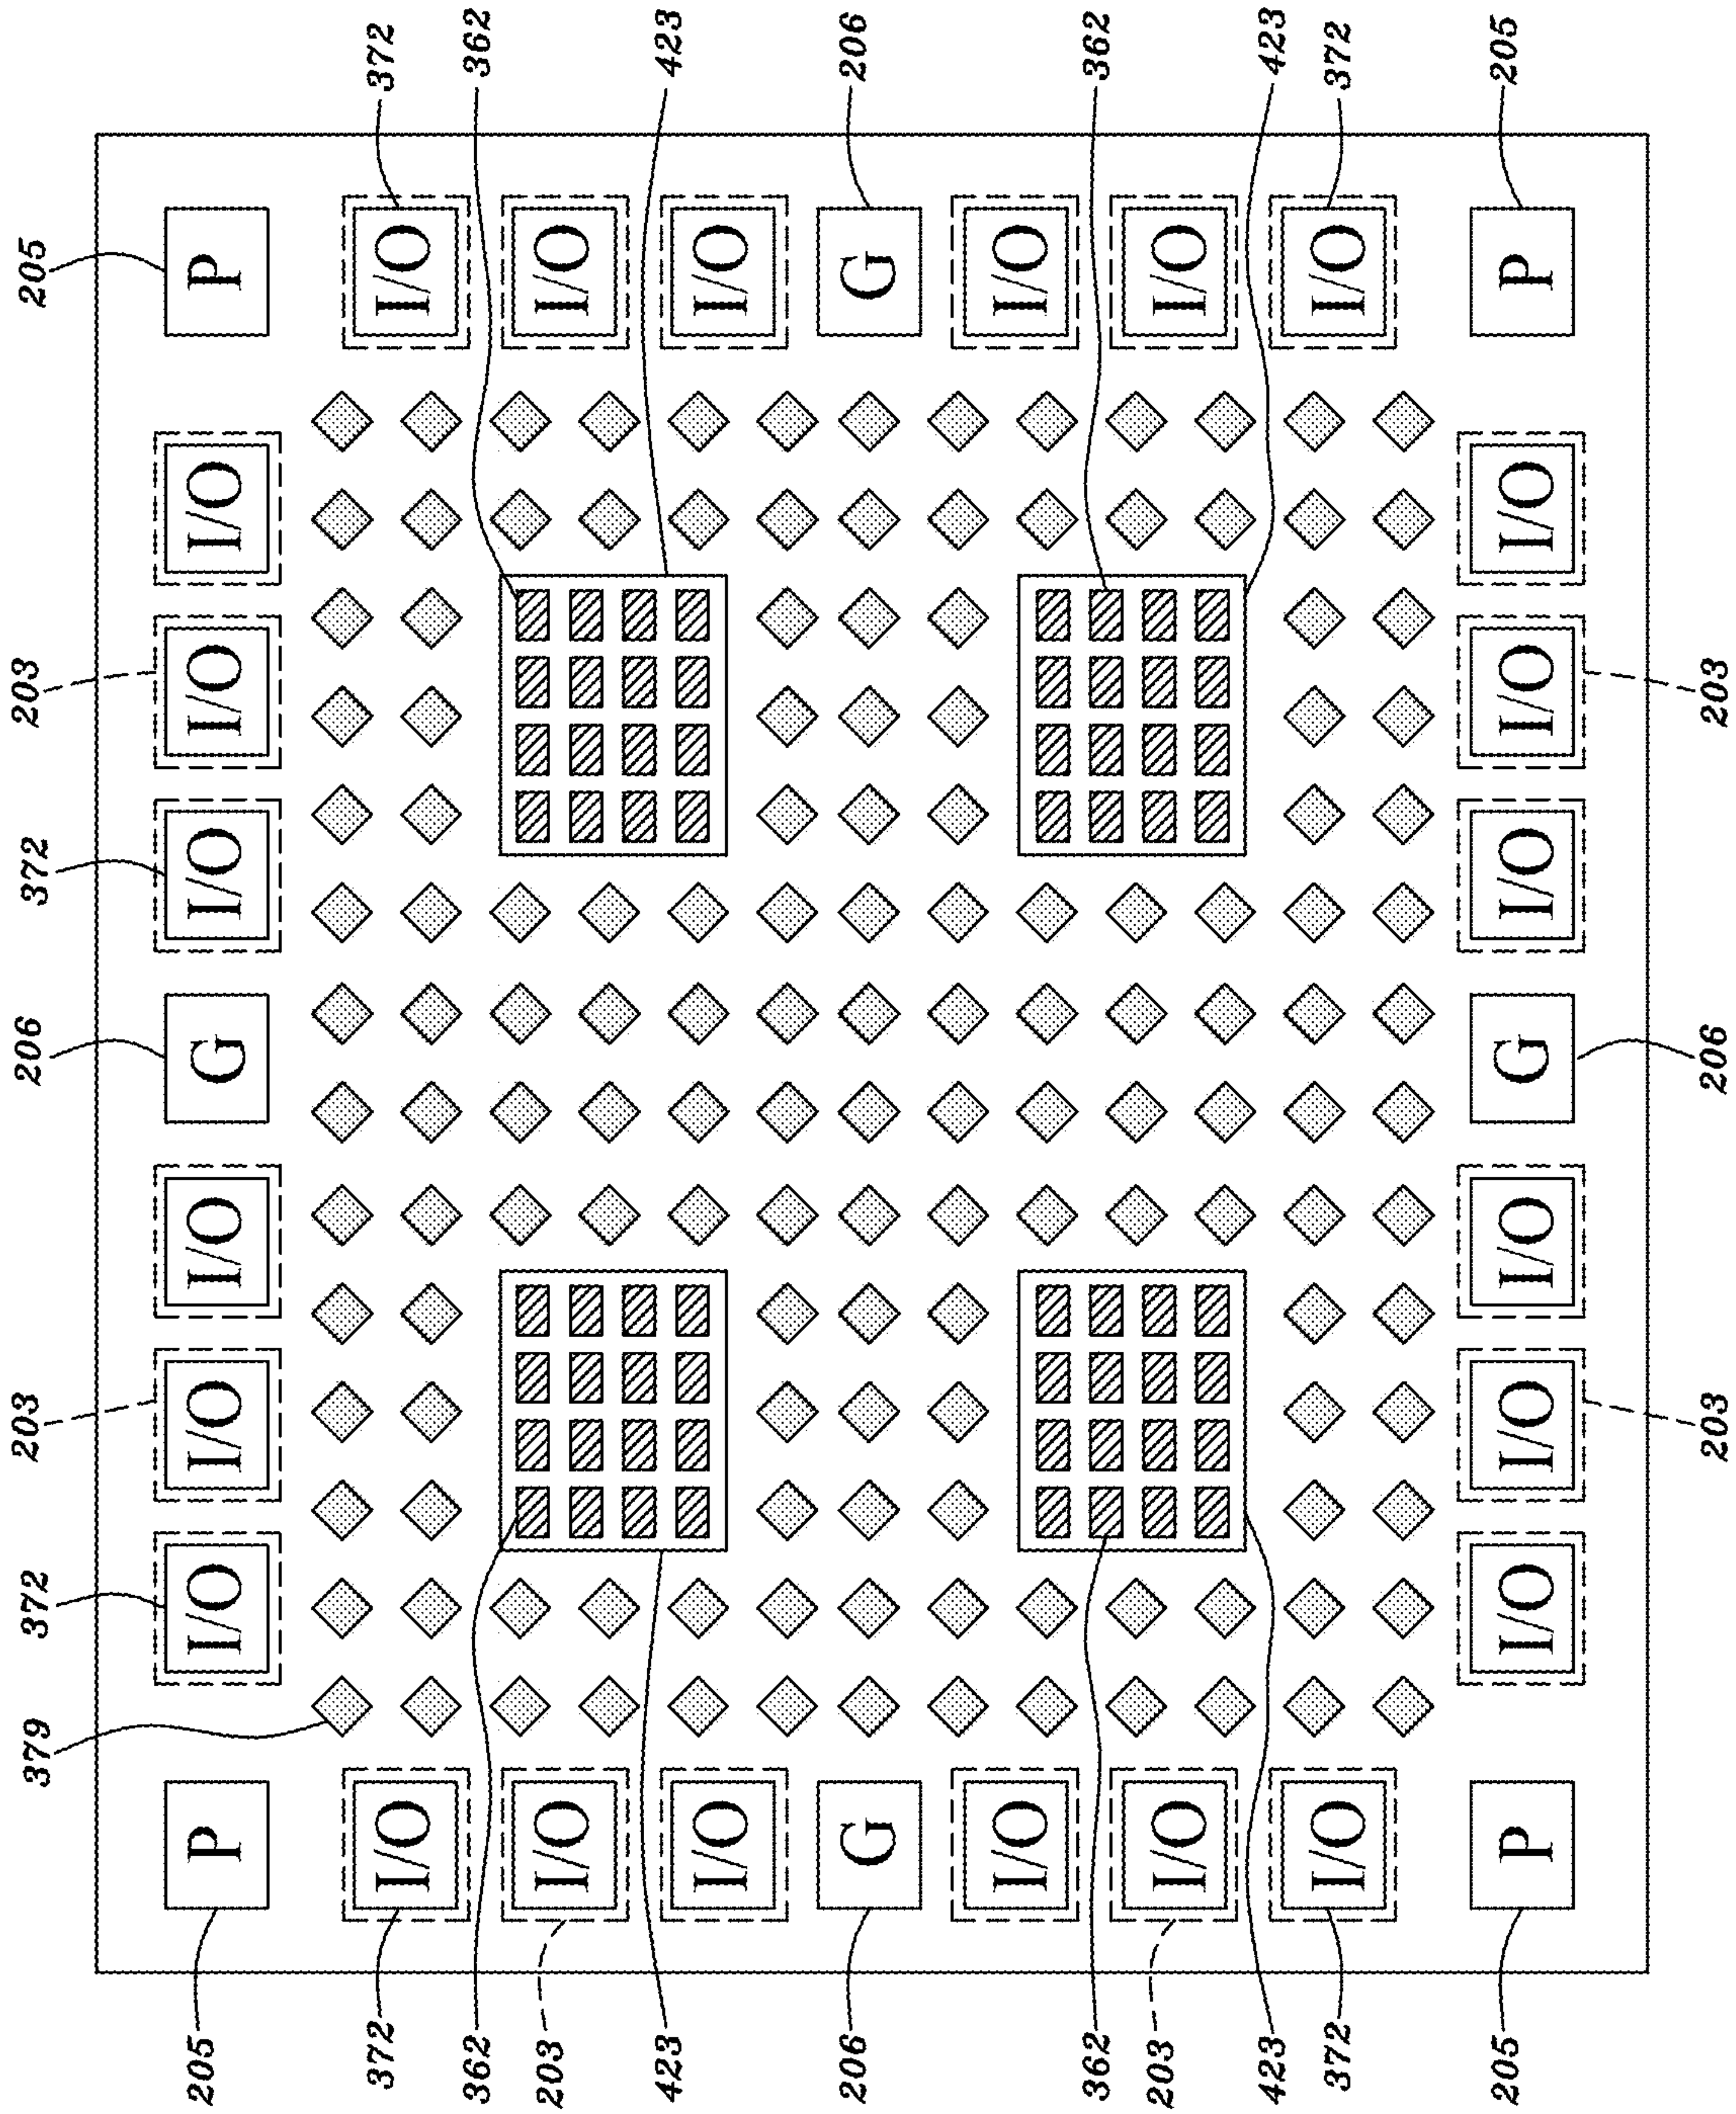 379 372 203 206 372 203 205
205 P I/O I/O I/O G I/O I/O I/O P
372 I/O I/O 372
362 362
203 I/O I/O
423 423
I/O I/O
206 G G 206
I/O I/O
362 362
203 I/O I/O
423 423
372 I/O I/O 372
205 P I/O I/O I/O G I/O I/O I/O P 205
203 206 203